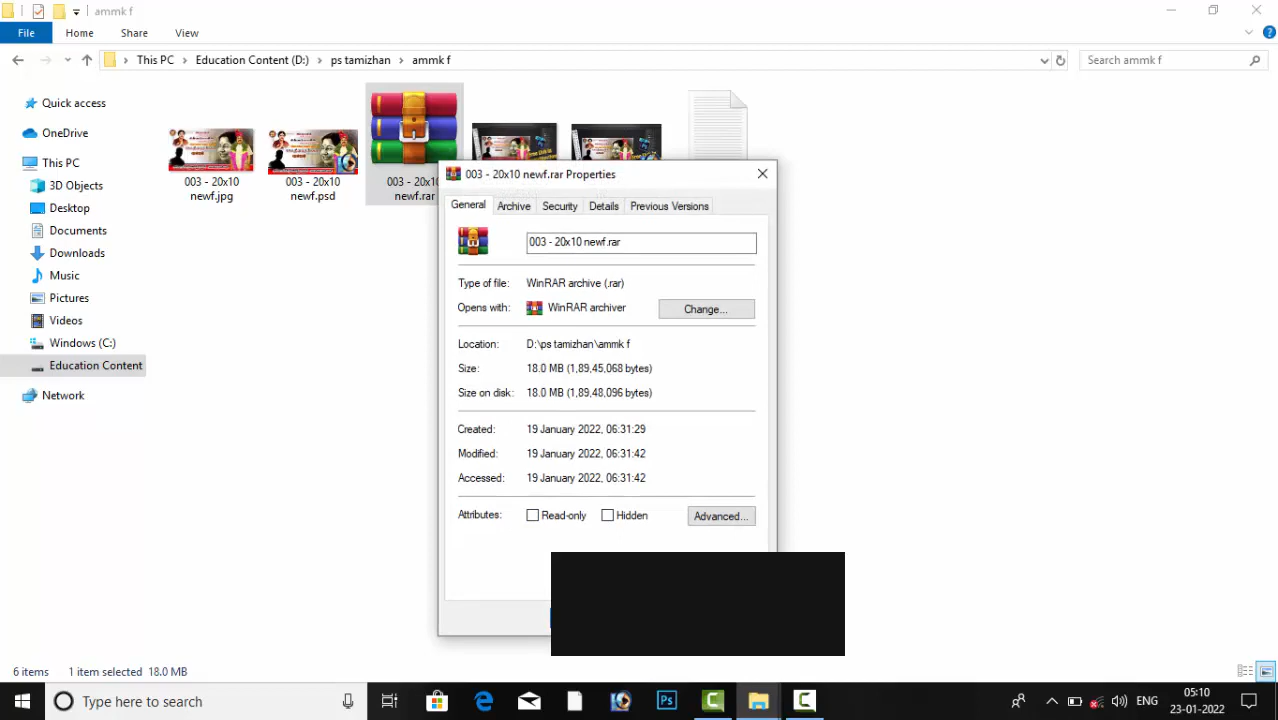 ammk f
File Home Share View
This PC Education Content (D:) ps tamizhan ammk f
Search ammk f
Quick access
OneDrive
This PC
3D Objects
Desktop
Documents
Downloads
Music
Pictures
Videos
Windows (C:)
Education Content
Network
003 - 20x10
newf.jpg
003 - 20x10
newf.psd
003 - 20x10
newf.rar
003 - 20x10 newf.rar Properties
General Archive Security Details Previous Versions
003 - 20x10 newf.rar
Type of file: WinRAR archive (.rar)
Opens with: WinRAR archiver Change...
Location: D:\ps tamizhan\ammk f
Size: 18.0 MB (1,89,45,068 bytes)
Size on disk: 18.0 MB (1,89,48,096 bytes)
Created: 19 January 2022, 06:31:29
Modified: 19 January 2022, 06:31:42
Accessed: 19 January 2022, 06:31:42
Attributes: Read-only Hidden Advanced...
6 items 1 item selected 18.0 MB
Type here to search
Ps
ENG
05:10
23-01-2022